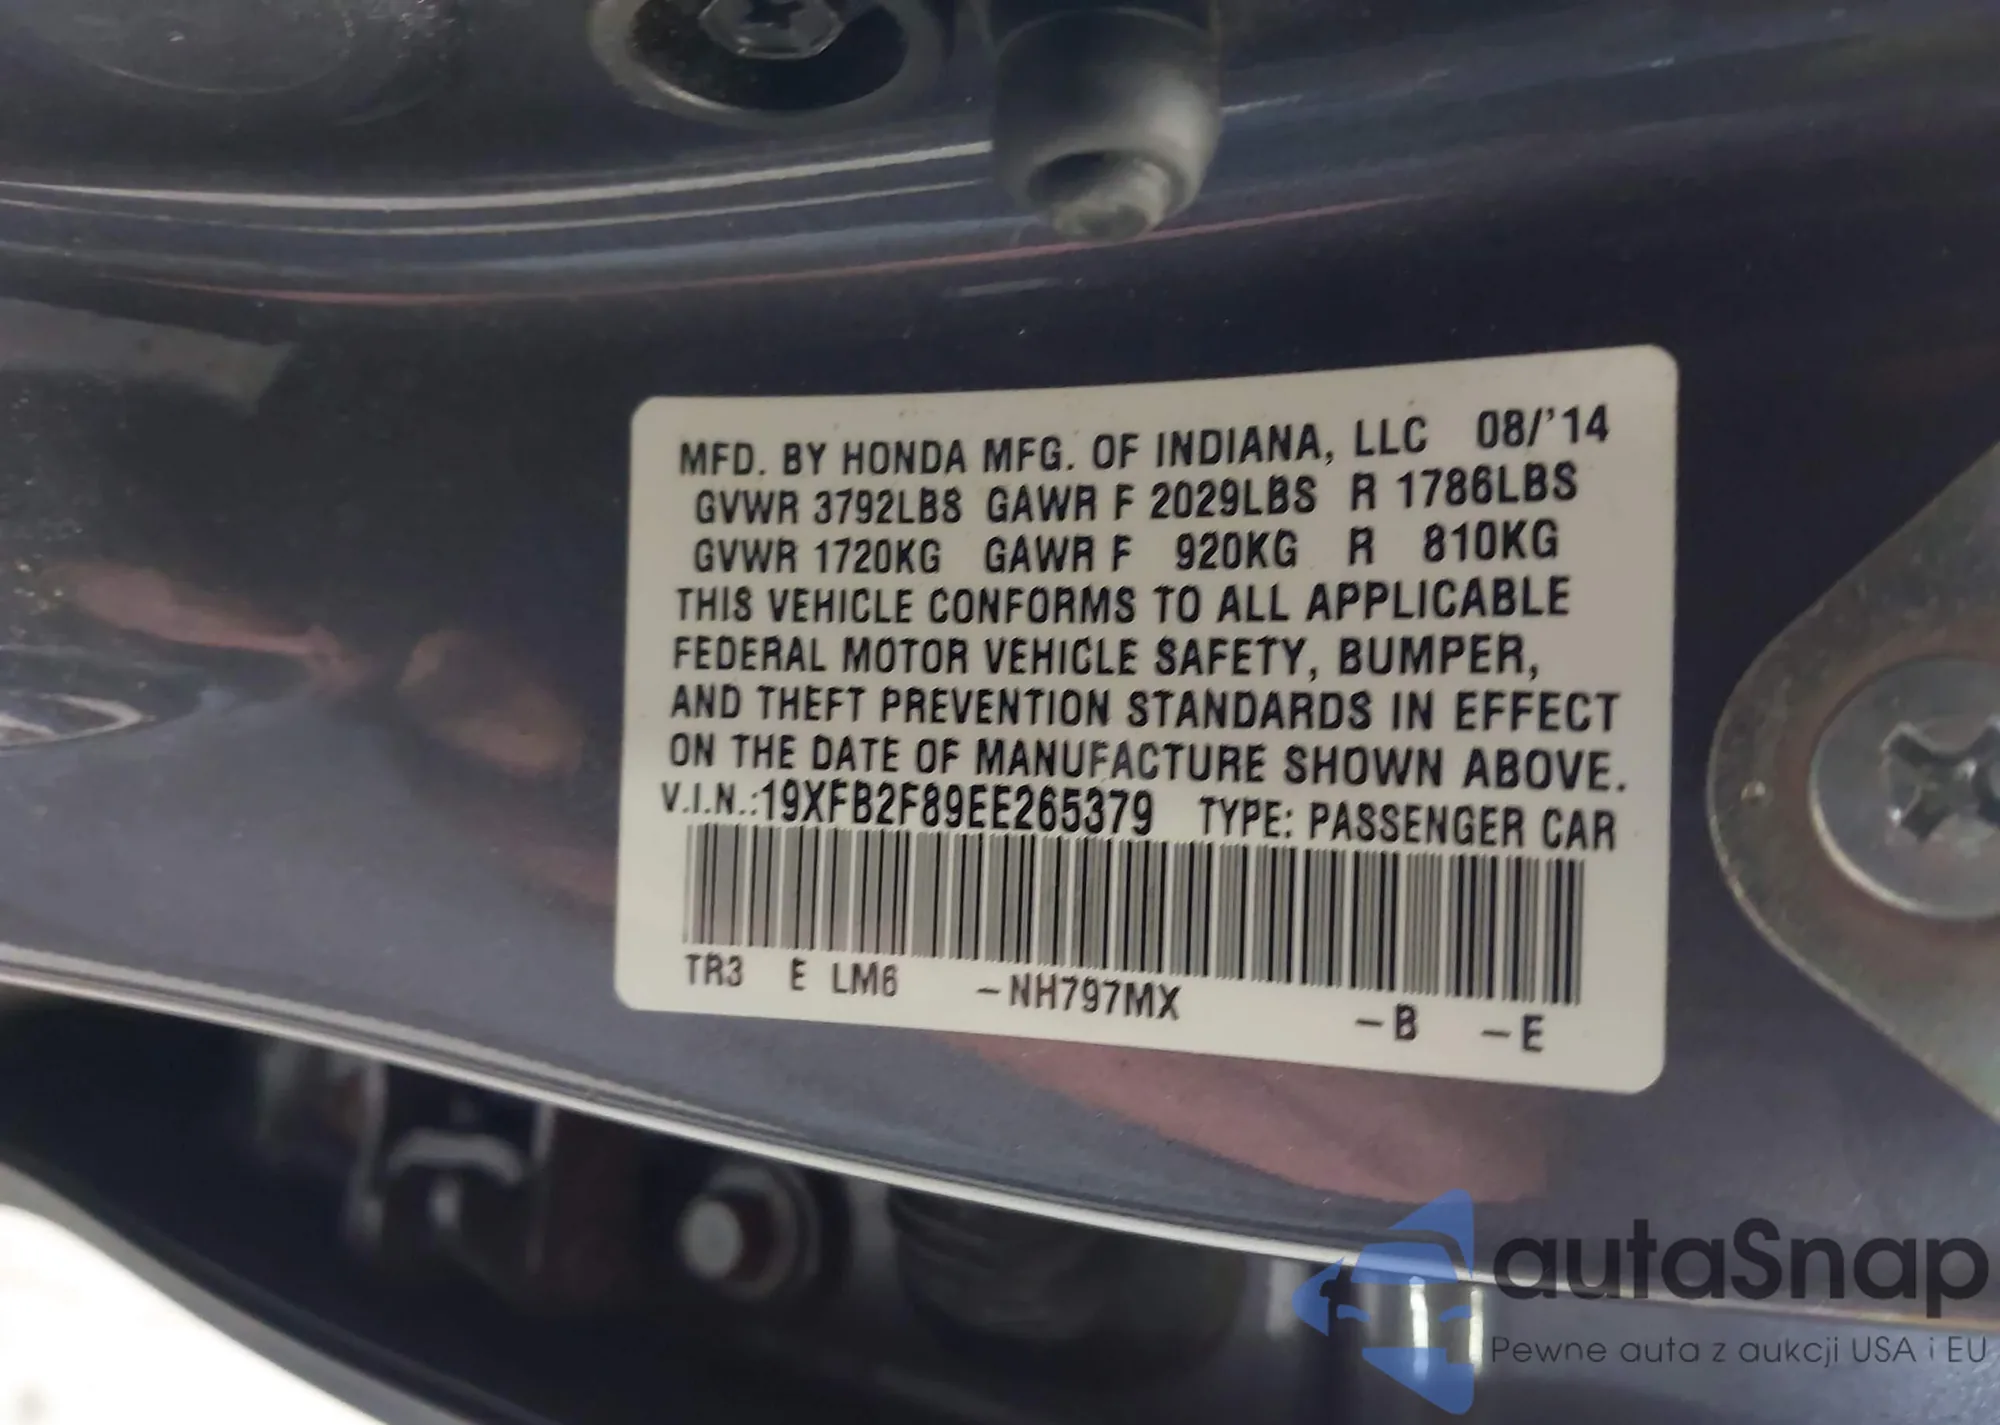 MFD. BY HONDA MFG. OF INDIANA, LLC 08/'14
GVWR 3792LBS GAWR F 2029LBS R 1786LBS
GVWR 1720KG GAWR F 920KG R 810KG
THIS VEHICLE CONFORMS TO ALL APPLICABLE
FEDERAL MOTOR VEHICLE SAFETY, BUMPER,
AND THEFT PREVENTION STANDARDS IN EFFECT
ON THE DATE OF MANUFACTURE SHOWN ABOVE.
V.I.N.:19XFB2F89EE265379 TYPE: PASSENGER CAR
TR3 E LM6 -NH797MX -B -E
autaSnap
Pewne auta z aukcji USA i EU